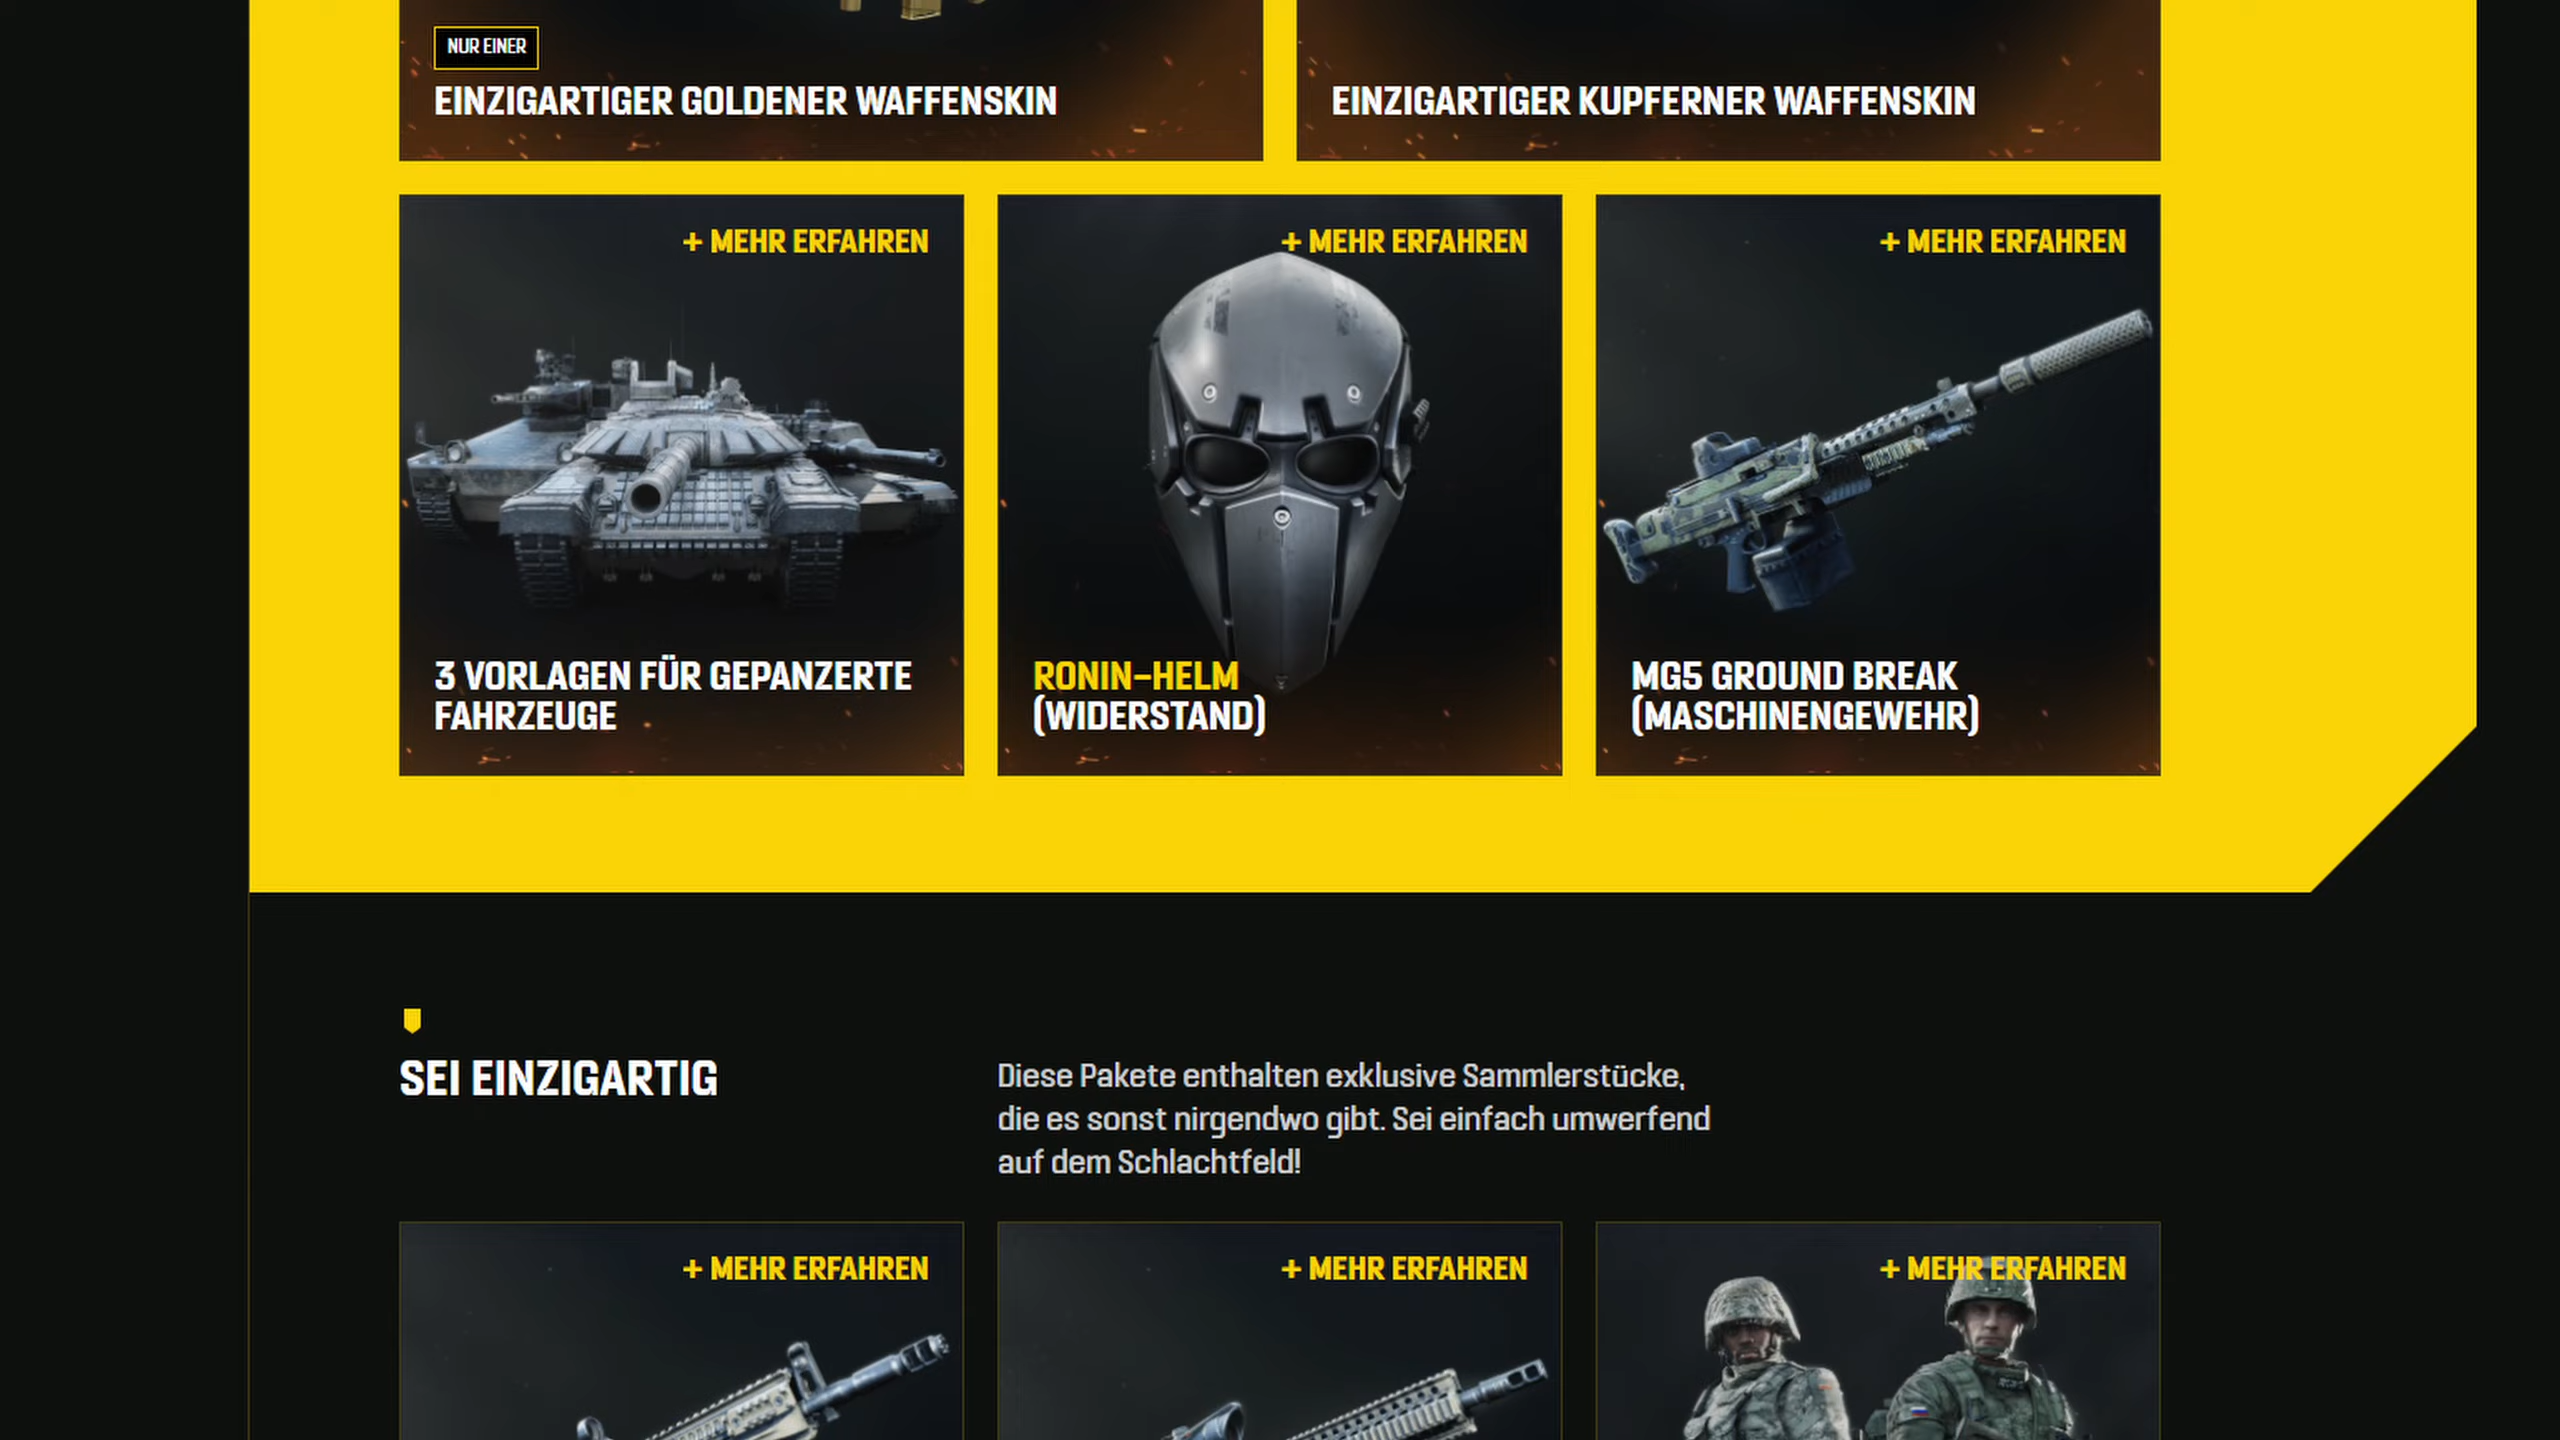 NUR EINER
EINZIGARTIGER GOLDENER WAFFENSKIN
EINZIGARTIGER KUPFERNER WAFFENSKIN
+ MEHR ERFAHREN
3 VORLAGEN FÜR GEPANZERTE
FAHRZEUGE
+ MEHR ERFAHREN
RONIN-HELM
(WIDERSTAND)
+ MEHR ERFAHREN
MG5 GROUND BREAK
(MASCHINENGEWEHR)
SEI EINZIGARTIG
Diese Pakete enthalten exklusive Sammlerstücke,
die es sonst nirgendwo gibt. Sei einfach umwerfend
auf dem Schlachtfeld!
+ MEHR ERFAHREN
+ MEHR ERFAHREN
+ MEHR ERFAHREN